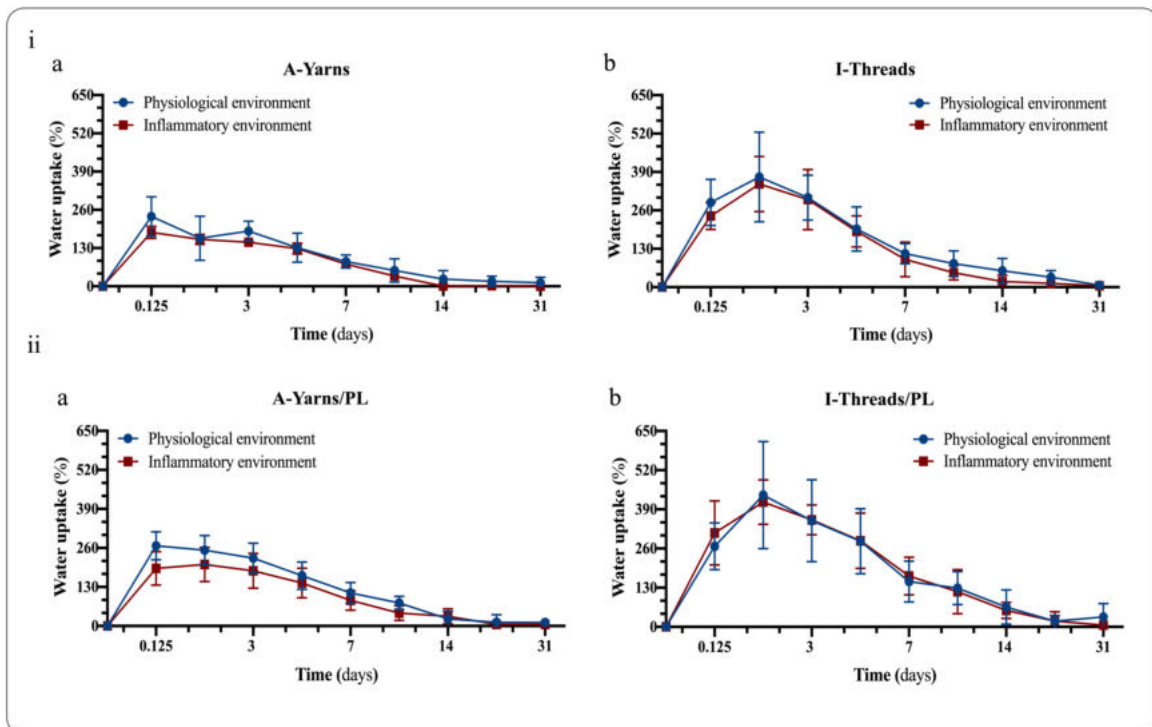 i
a
A-Yarns
650
520
390
260
130
0
Water uptake (%)
Physiological environment
Inflammatory environment
0.125 3 7 14 31
Time (days)
b
I-Threads
650
520
390
260
130
0
Water uptake (%)
Physiological environment
Inflammatory environment
0.125 3 7 14 31
Time (days)
ii
a
A-Yarns/PL
650
520
390
260
130
0
Water uptake (%)
Physiological environment
Inflammatory environment
0.125 3 7 14 31
Time (days)
b
I-Threads/PL
650
520
390
260
130
0
Water uptake (%)
Physiological environment
Inflammatory environment
0.125 3 7 14 31
Time (days)